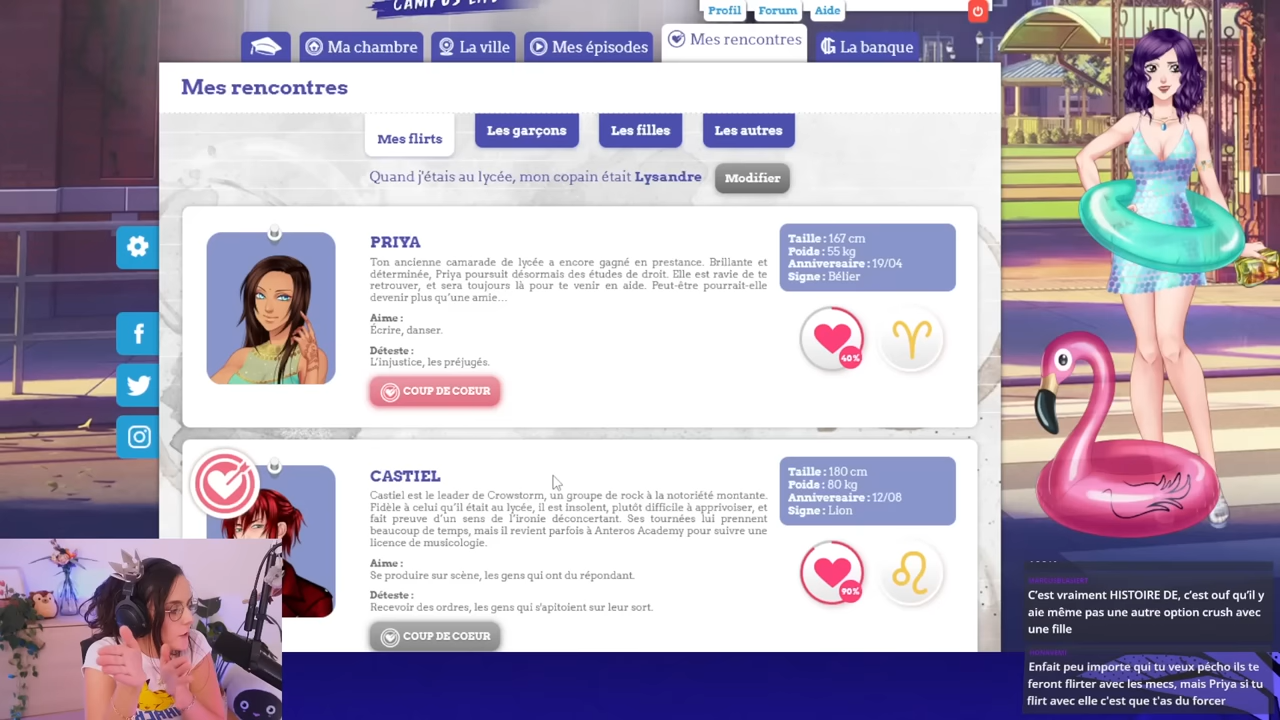 CAMPUS LIFE
Profil Forum Aide
Ma chambre La ville Mes épisodes Mes rencontres La banque
Mes rencontres
Mes flirts Les garçons Les filles Les autres
Quand j'étais au lycée, mon copain était Lysandre Modifier
PRIYA
Ton ancienne camarade de lycée a encore gagné en prestance. Brillante et
déterminée, Priya poursuit désormais des études de droit. Elle est ravie de te
retrouver, et sera toujours là pour te venir en aide. Peut-être pourrait-elle
devenir plus qu'une amie...
Aime :
Écrire, danser.
Déteste :
L'injustice, les préjugés.
COUP DE COEUR
Taille : 167 cm
Poids : 55 kg
Anniversaire : 19/04
Signe : Bélier
40%
CASTIEL
Castiel est le leader de Crowstorm, un groupe de rock à la notoriété montante.
Fidèle à celui qu'il était au lycée, il est insolent, plutôt difficile à apprivoiser, et
fait preuve d'un sens de l'ironie déconcertant. Ses tournées lui prennent
beaucoup de temps, mais il revient parfois à Anteros Academy pour suivre une
licence de musicologie.
Aime :
Se produire sur scène, les gens qui ont du répondant.
Déteste :
Recevoir des ordres, les gens qui s'apitoient sur leur sort.
COUP DE COEUR
Taille : 180 cm
Poids : 80 kg
Anniversaire : 12/08
Signe : Lion
90%
C'est vraiment HISTOIRE DE, c'est ouf qu'il y
aie même pas une autre option crush avec
une fille
Enfait peu importe qui tu veux pécho ils te
feront flirter avec les mecs, mais Priya si tu
flirt avec elle c'est que t'as du forcer